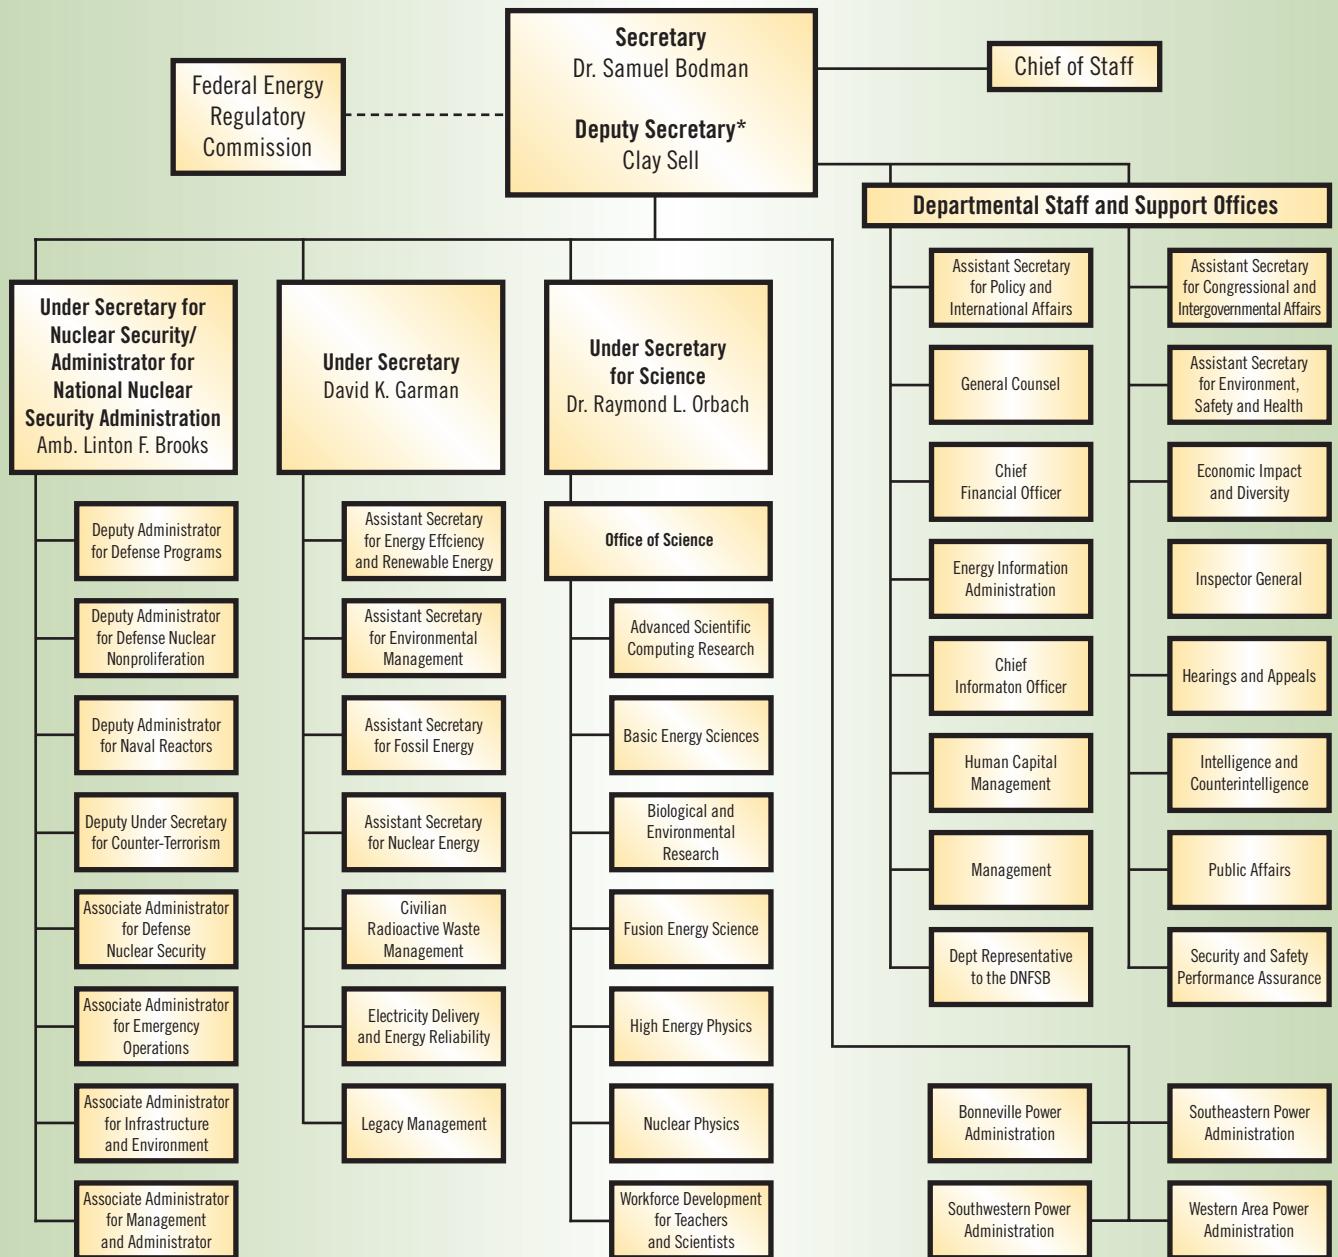 Secretary
Dr. Samuel Bodman
Deputy Secretary*
Clay Sell
Federal Energy
Regulatory
Commission
Chief of Staff
Departmental Staff and Support Offices
Under Secretary for
Nuclear Security/
Administrator for
National Nuclear
Security Administration
Amb. Linton F. Brooks
Under Secretary
David K. Garman
Under Secretary
for Science
Dr. Raymond L. Orbach
Deputy Administrator
for Defense Programs
Deputy Administrator
for Defense Nuclear
Nonproliferation
Deputy Administrator
for Naval Reactors
Deputy Under Secretary
for Counter-Terrorism
Associate Administrator
for Defense
Nuclear Security
Associate Administrator
for Emergency
Operations
Associate Administrator
for Infrastructure
and Environment
Associate Administrator
for Management
and Administrator
Assistant Secretary
for Energy Effciency
and Renewable Energy
Assistant Secretary
for Environmental
Management
Assistant Secretary
for Fossil Energy
Assistant Secretary
for Nuclear Energy
Civilian
Radioactive Waste
Management
Electricity Delivery
and Energy Reliability
Legacy Management
Office of Science
Advanced Scientific
Computing Research
Basic Energy Sciences
Biological and
Environmental
Research
Fusion Energy Science
High Energy Physics
Nuclear Physics
Workforce Development
for Teachers
and Scientists
Assistant Secretary
for Policy and
International Affairs
General Counsel
Chief
Financial Officer
Energy Information
Administration
Chief
Informaton Officer
Human Capital
Management
Management
Dept Representative
to the DNFSB
Assistant Secretary
for Congressional and
Intergovernmental Affairs
Assistant Secretary
for Environment,
Safety and Health
Economic Impact
and Diversity
Inspector General
Hearings and Appeals
Intelligence and
Counterintelligence
Public Affairs
Security and Safety
Performance Assurance
Bonneville Power
Administration
Southeastern Power
Administration
Southwestern Power
Administration
Western Area Power
Administration